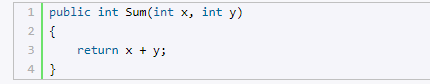 1 public int Sum(int x, int y)
2 {
3     return x + y;
4 }